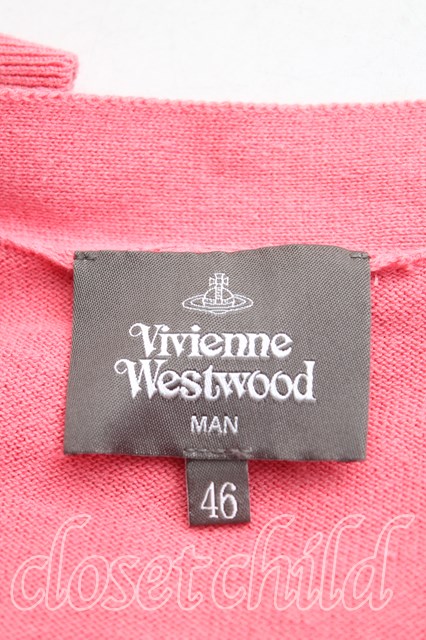 Vivienne
Westwood
MAN
46
closet child